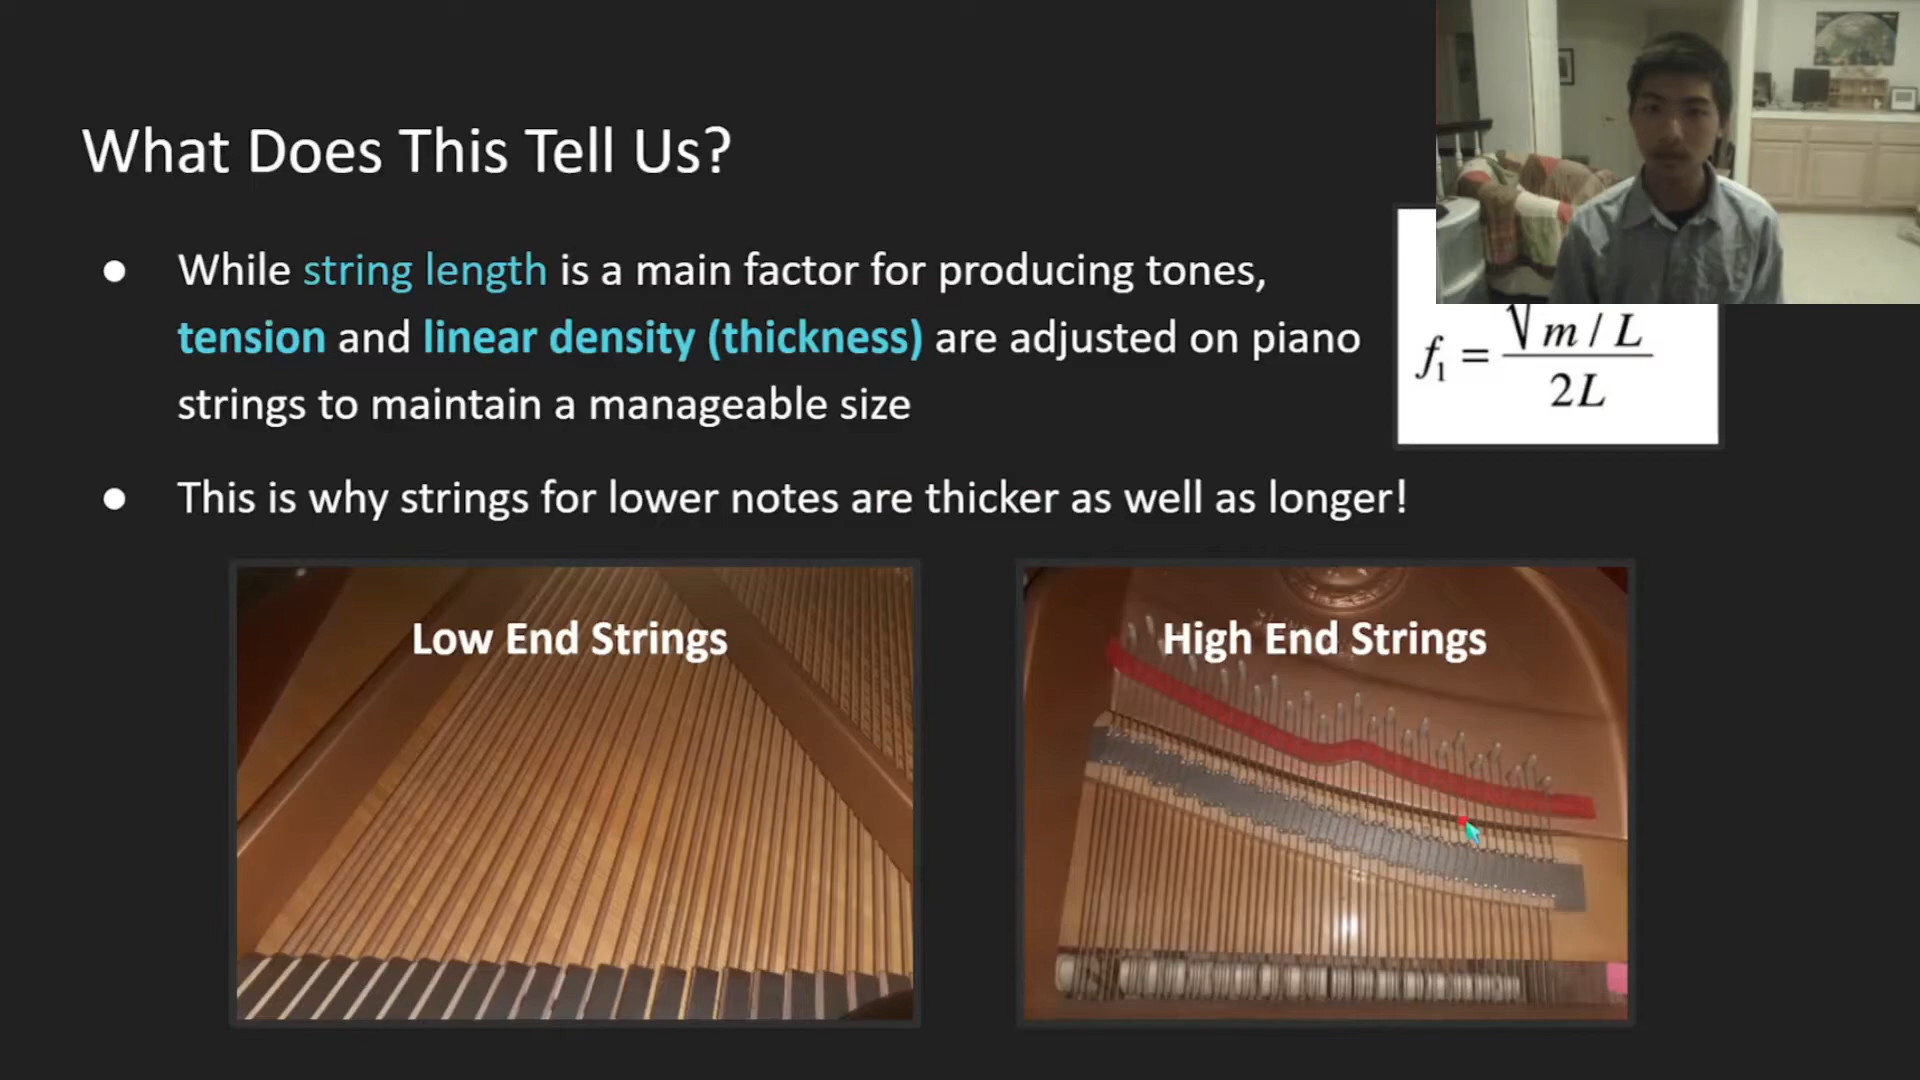 What Does This Tell Us?
● While string length is a main factor for producing tones,
tension and linear density (thickness) are adjusted on piano
strings to maintain a manageable size
● This is why strings for lower notes are thicker as well as longer!
f₁ = √m / L
2L
Low End Strings
High End Strings